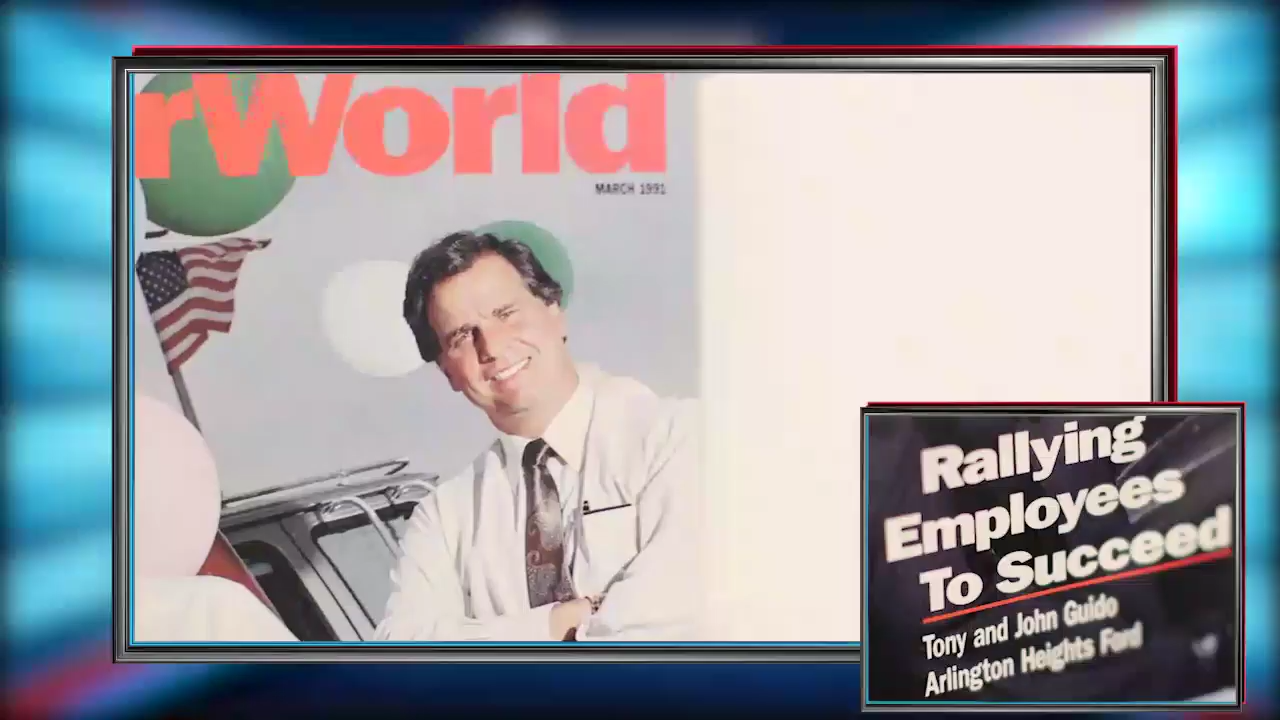 rWorld
MARCH 1991
Rallying
Employees
To Succeed
Tony and John Guido
Arlington Heights Ford